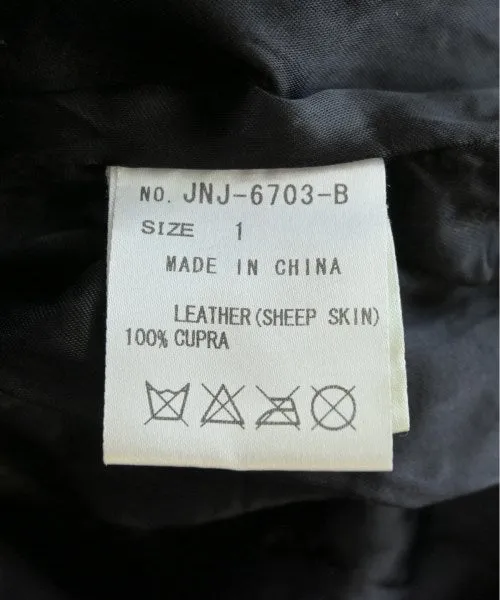 NO. JNJ-6703-B
SIZE 1
MADE IN CHINA
LEATHER(SHEEP SKIN)
100% CUPRA